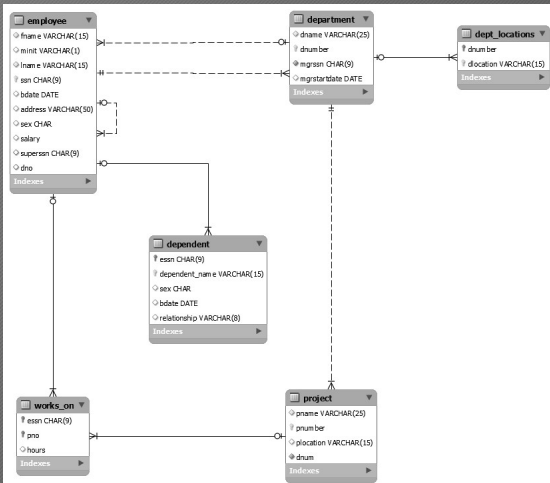 employee
fname VARCHAR(15)
minit VARCHAR(1)
lname VARCHAR(15)
ssn CHAR(9)
bdate DATE
address VARCHAR(50)
sex CHAR
salary
superssn CHAR(9)
dno
Indexes
department
dname VARCHAR(25)
dnumber
mgrssn CHAR(9)
mgrstartdate DATE
Indexes
dept_locations
dnumber
dlocation VARCHAR(15)
Indexes
dependent
essn CHAR(9)
dependent_name VARCHAR(15)
sex CHAR
bdate DATE
relationship VARCHAR(8)
Indexes
works_on
essn CHAR(9)
pno
hours
Indexes
project
pname VARCHAR(25)
pnumber
plocation VARCHAR(15)
dnum
Indexes